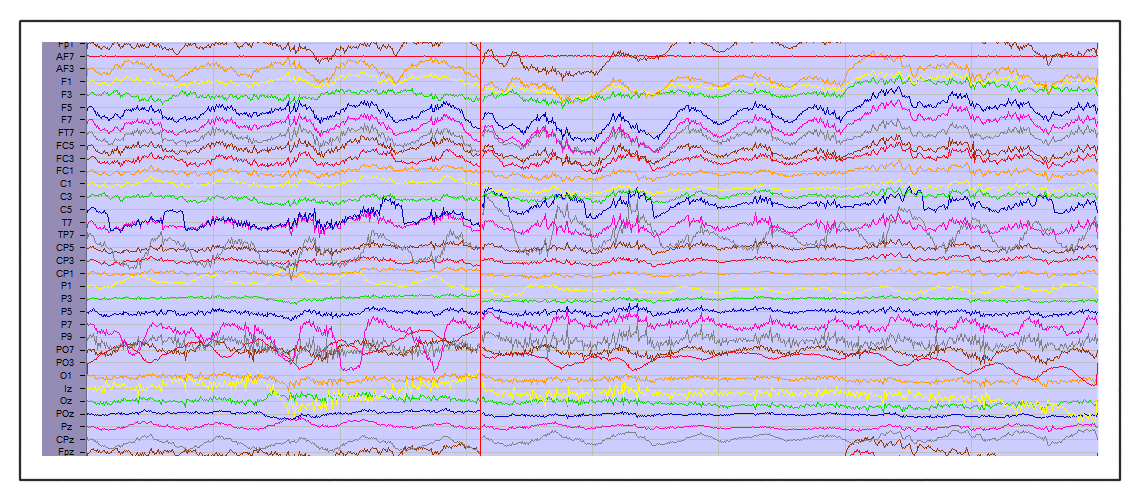 Fp1
AF7
AF3
F1
F3
F5
F7
FT7
FC5
FC3
FC1
C1
C3
C5
T7
TP7
CP5
CP3
CP1
P1
P3
P5
P7
P9
PO7
PO3
O1
Iz
Oz
POz
Pz
CPz
Fpz